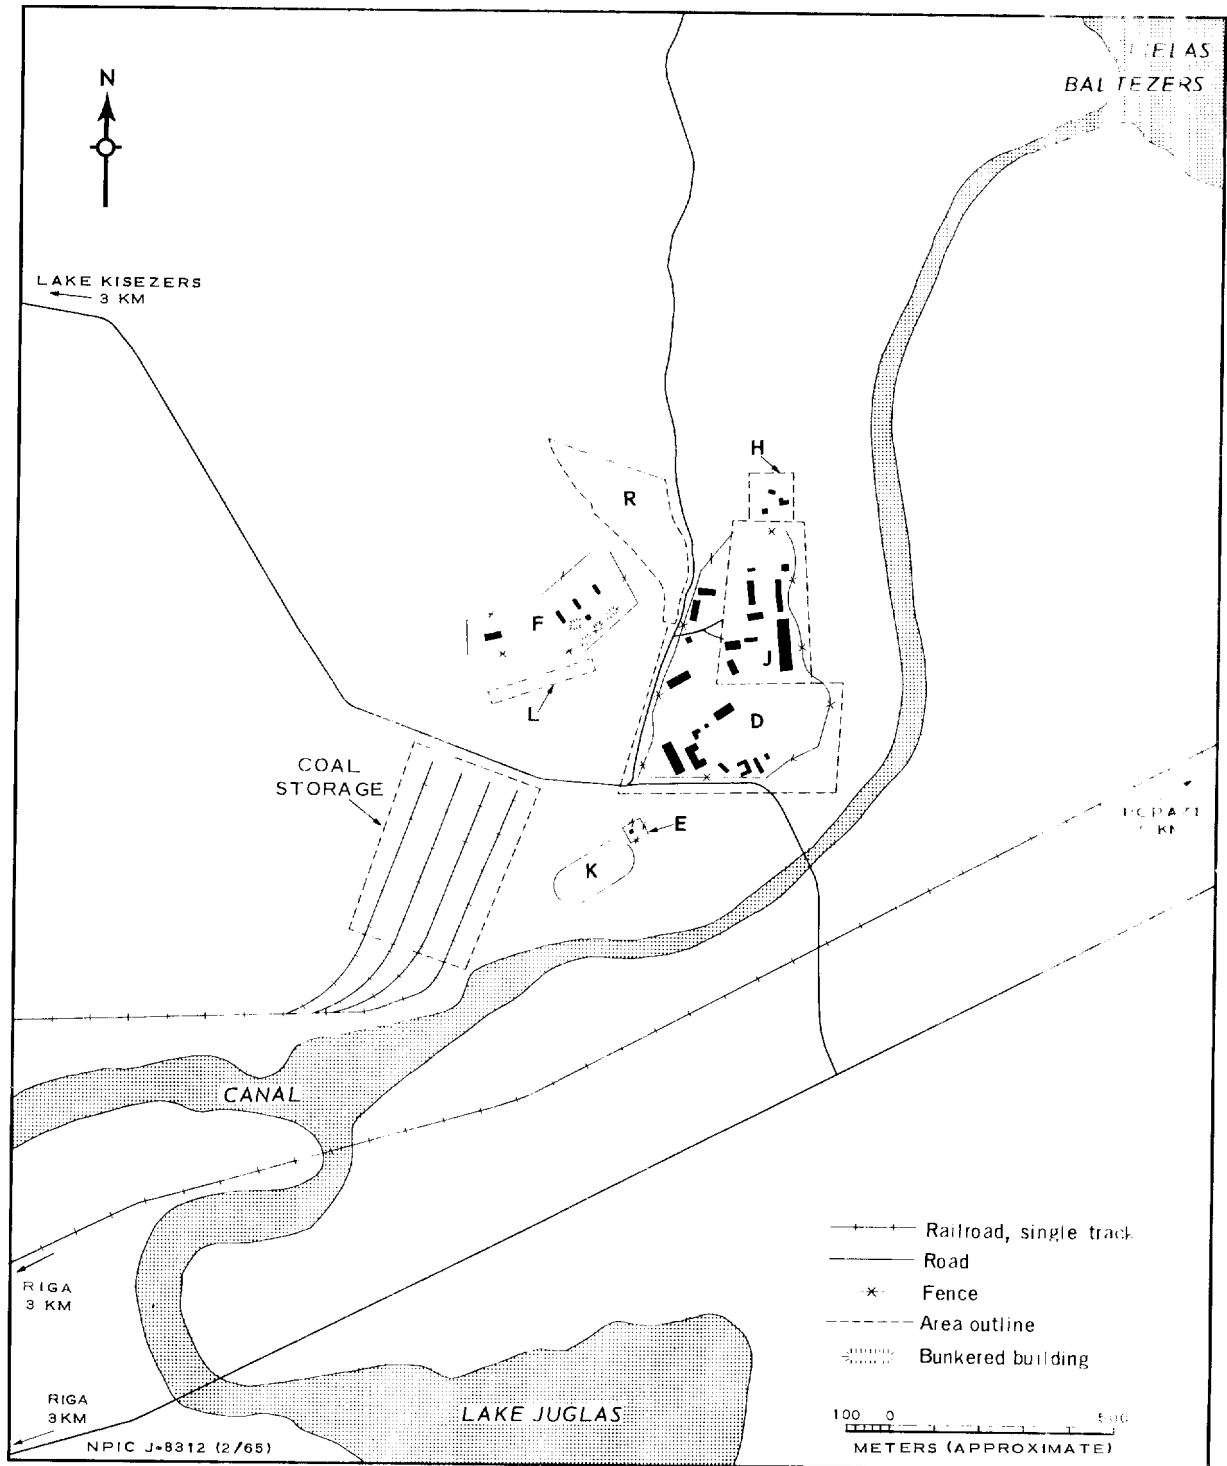 BALTEZERS
N
LAKE KISEZERS
3 KM
H
R
F
J
L
D
COAL
STORAGE
E
K
CANAL
Railroad, single track
Road
RIGA
3 KM
Fence
Area outline
Bunkered building
RIGA
3KM
LAKE JUGLAS
100 0 500
NPIC J-8312 (2/65)
METERS (APPROXIMATE)